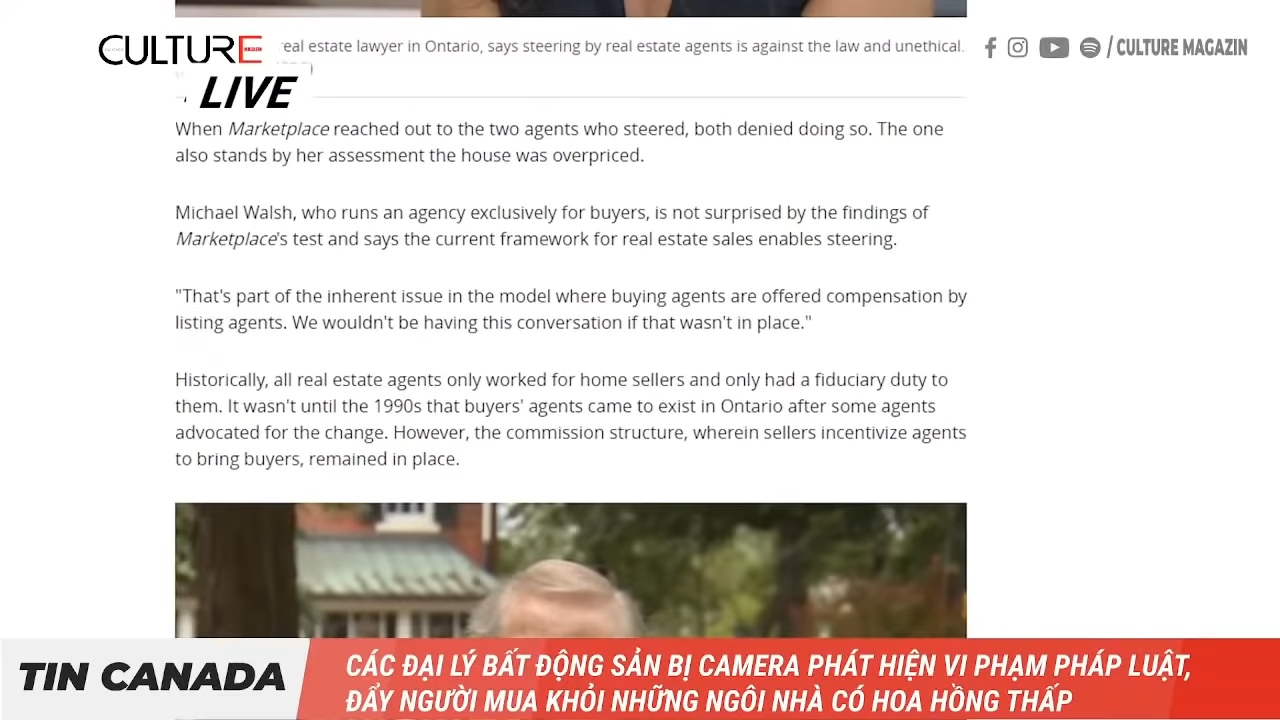 CULTURE
MAGAZIN
real estate lawyer in Ontario, says steering by real estate agents is against the law and unethical.
/ CULTURE MAGAZIN
LIVE
When Marketplace reached out to the two agents who steered, both denied doing so. The one
also stands by her assessment the house was overpriced.
Michael Walsh, who runs an agency exclusively for buyers, is not surprised by the findings of
Marketplace's test and says the current framework for real estate sales enables steering.
"That's part of the inherent issue in the model where buying agents are offered compensation by
listing agents. We wouldn't be having this conversation if that wasn't in place."
Historically, all real estate agents only worked for home sellers and only had a fiduciary duty to
them. It wasn't until the 1990s that buyers' agents came to exist in Ontario after some agents
advocated for the change. However, the commission structure, wherein sellers incentivize agents
to bring buyers, remained in place.
TIN CANADA
CÁC ĐẠI LÝ BẤT ĐỘNG SẢN BỊ CAMERA PHÁT HIỆN VI PHẠM PHÁP LUẬT,
ĐẨY NGƯỜI MUA KHỎI NHỮNG NGÔI NHÀ CÓ HOA HỒNG THẤP